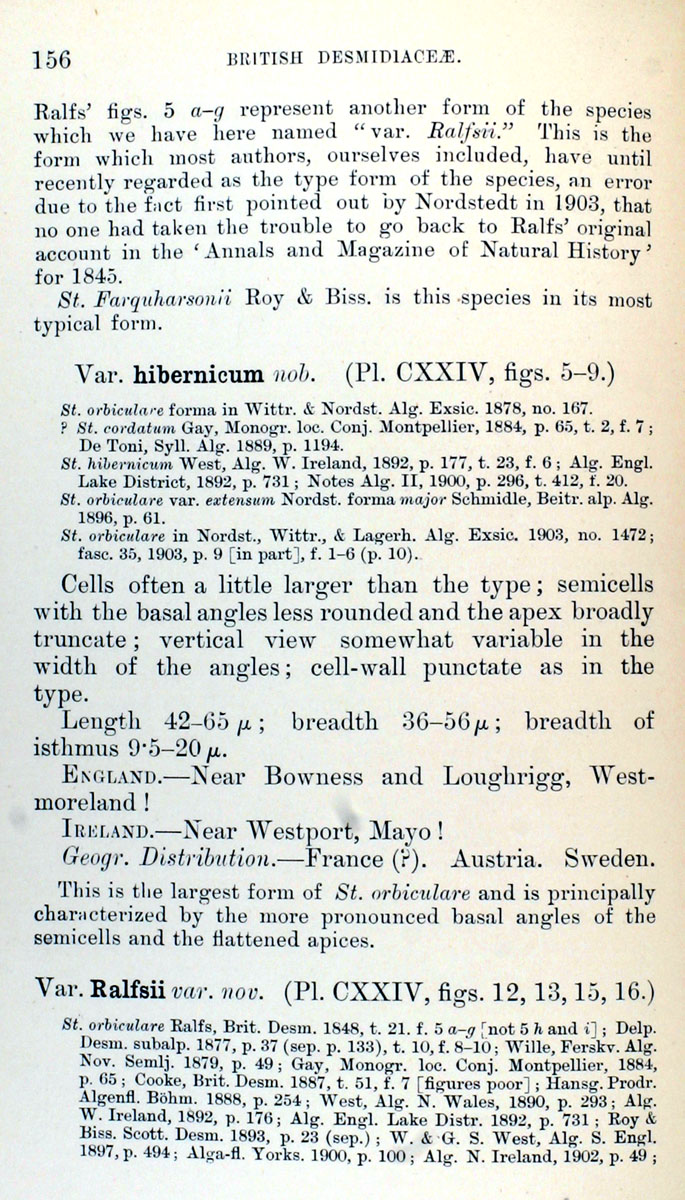 156
BRITISH DESMIDIACEÆ.
Ralfs’ figs. 5 a–g represent another form of the species
which we have here named “var. Ralfsii.” This is the
form which most authors, ourselves included, have until
recently regarded as the type form of the species, an error
due to the fact first pointed out by Nordstedt in 1903, that
no one had taken the trouble to go back to Ralfs’ original
account in the ‘Annals and Magazine of Natural History’
for 1845.
St. Farquharsonii Roy & Biss. is this species in its most
typical form.
Var. hibernicum nob. (Pl. CXXIV, figs. 5–9.)
St. orbiculare forma in Wittr. & Nordst. Alg. Exsic. 1878, no. 167.
? St. cordatum Gay, Monogr. loc. Conj. Montpellier, 1884, p. 65, t. 2, f. 7 ;
De Toni, Syll. Alg. 1889, p. 1194.
St. hibernicum West, Alg. W. Ireland, 1892, p. 177, t. 23, f. 6 ; Alg. Engl.
Lake District, 1892, p. 731 ; Notes Alg. II, 1900, p. 296, t. 412, f. 20.
St. orbiculare var. extensum Nordst. forma major Schmidle, Beitr. alp. Alg.
1896, p. 61.
St. orbiculare in Nordst., Wittr., & Lagerh. Alg. Exsic. 1903, no. 1472 ;
fasc. 35, 1903, p. 9 [in part], f. 1–6 (p. 10).
Cells often a little larger than the type ; semicells
with the basal angles less rounded and the apex broadly
truncate ; vertical view somewhat variable in the
width of the angles ; cell-wall punctate as in the
type.
Length 42–65 μ ; breadth 36–56 μ ; breadth of
isthmus 9·5–20 μ.
ENGLAND.—Near Bowness and Loughrigg, West-
moreland !
IRELAND.—Near Westport, Mayo !
Geogr. Distribution.—France (?). Austria. Sweden.
This is the largest form of St. orbiculare and is principally
characterized by the more pronounced basal angles of the
semicells and the flattened apices.
Var. Ralfsii var. nov. (Pl. CXXIV, figs. 12, 13, 15, 16.)
St. orbiculare Ralfs, Brit. Desm. 1848, t. 21. f. 5 a–g [not 5 h and i] ; Delp.
Desm. subalp. 1877, p. 37 (sep. p. 133), t. 10, f. 8–10 ; Wille, Ferskv. Alg.
Nov. Semlj. 1879, p. 49 ; Gay, Monogr. loc. Conj. Montpellier, 1884,
p. 65 ; Cooke, Brit. Desm. 1887, t. 51, f. 7 [figures poor] ; Hansg. Prodr.
Algenfl. Böhm. 1888, p. 254 ; West, Alg. N. Wales, 1890, p. 293 ; Alg.
W. Ireland, 1892, p. 176 ; Alg. Engl. Lake Distr. 1892, p. 731 ; Roy &
Biss. Scott. Desm. 1893, p. 23 (sep.) ; W. & G. S. West, Alg. S. Engl.
1897, p. 494 ; Alga-fl. Yorks. 1900, p. 100 ; Alg. N. Ireland, 1902, p. 49 ;